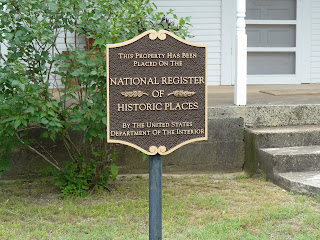 This Property Has Been
Placed On The
National Register
of
Historic Places
By The United States
Department Of The Interior